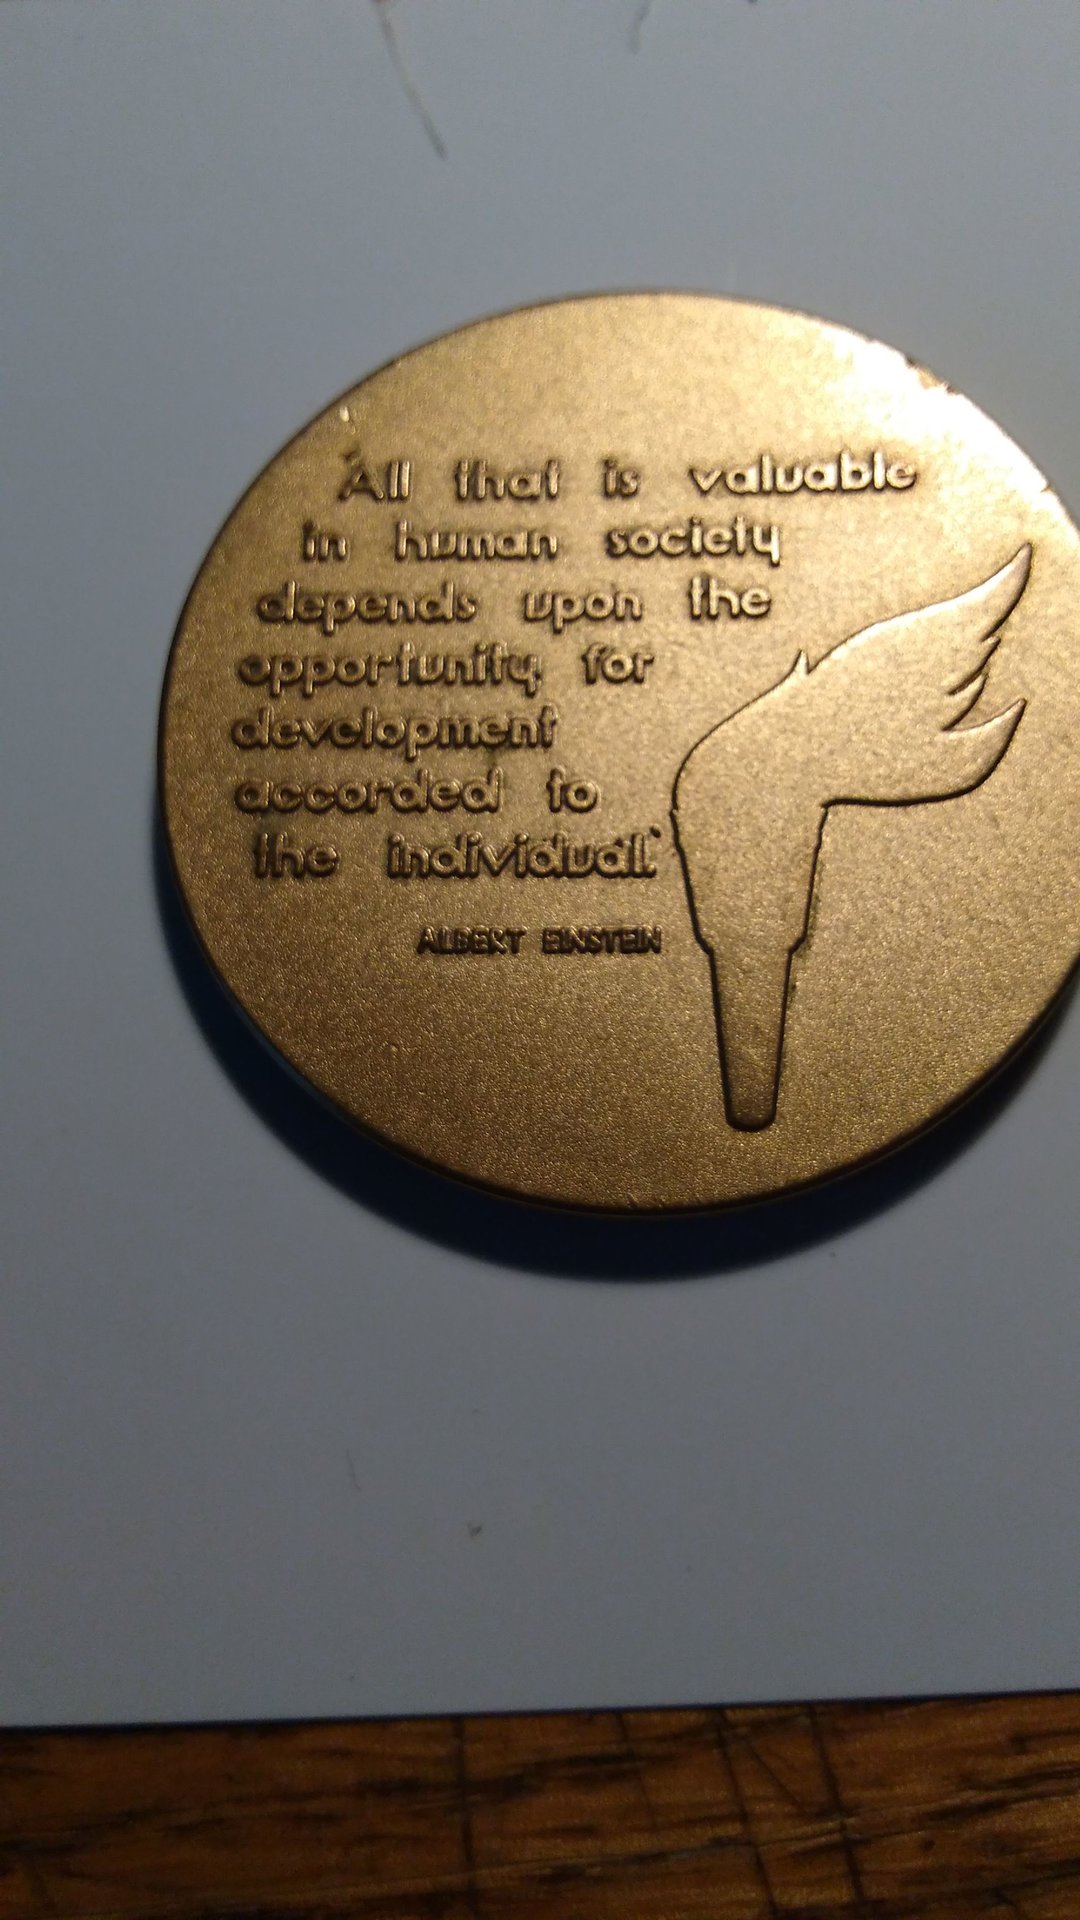 "All that is valuable
in human society
depends upon the
opportunity for
development
accorded to
the individual."
ALBERT EINSTEIN